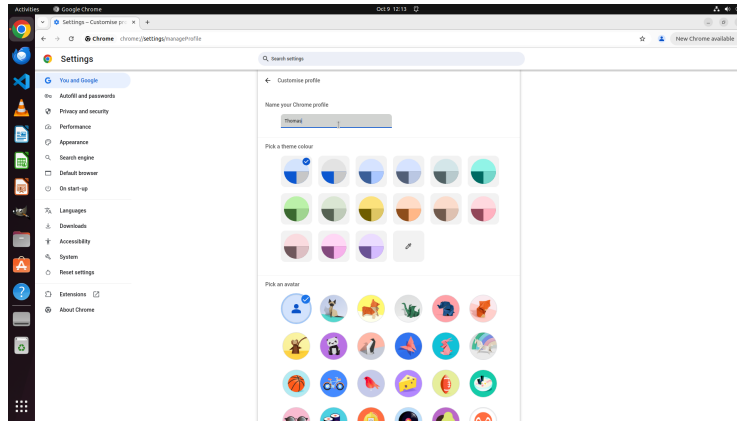 Activities Google Chrome Oct 9 12:13
Settings – Customise pr
Chrome chrome://settings/manageProfile New Chrome available
Settings
Search settings
You and Google
Autofill and passwords
Privacy and security
Performance
Appearance
Search engine
Default browser
On start-up
Languages
Downloads
Accessibility
System
Reset settings
Extensions
About Chrome
Customise profile
Name your Chrome profile
Thomas
Pick a theme colour
Pick an avatar